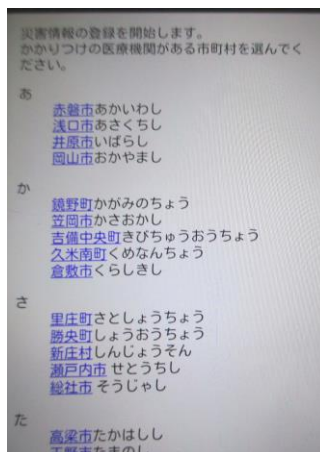 災害情報の登録を開始します。
かかりつけの医療機関がある市町村を選んでく
ださい。
あ
赤磐市あかいわし
浅口市あさくちし
井原市いばらし
岡山市おかやまし
か
鏡野町かがみのちょう
笠岡市かさおかし
吉備中央町きびちゅうおうちょう
久米南町くめなんちょう
倉敷市くらしきし
さ
里庄町さとしょうちょう
勝央町しょうおうちょう
新庄村しんじょうそん
瀬戸内市 せとうちし
総社市 そうじゃし
た
高梁市たかはしし
玉野市たまのし